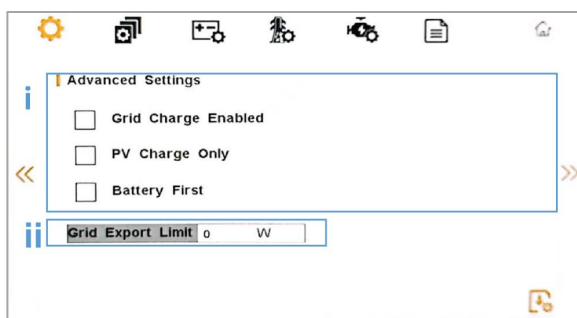 i
Advanced Settings
Grid Charge Enabled
PV Charge Only
Battery First
ii
Grid Export Limit 0 W